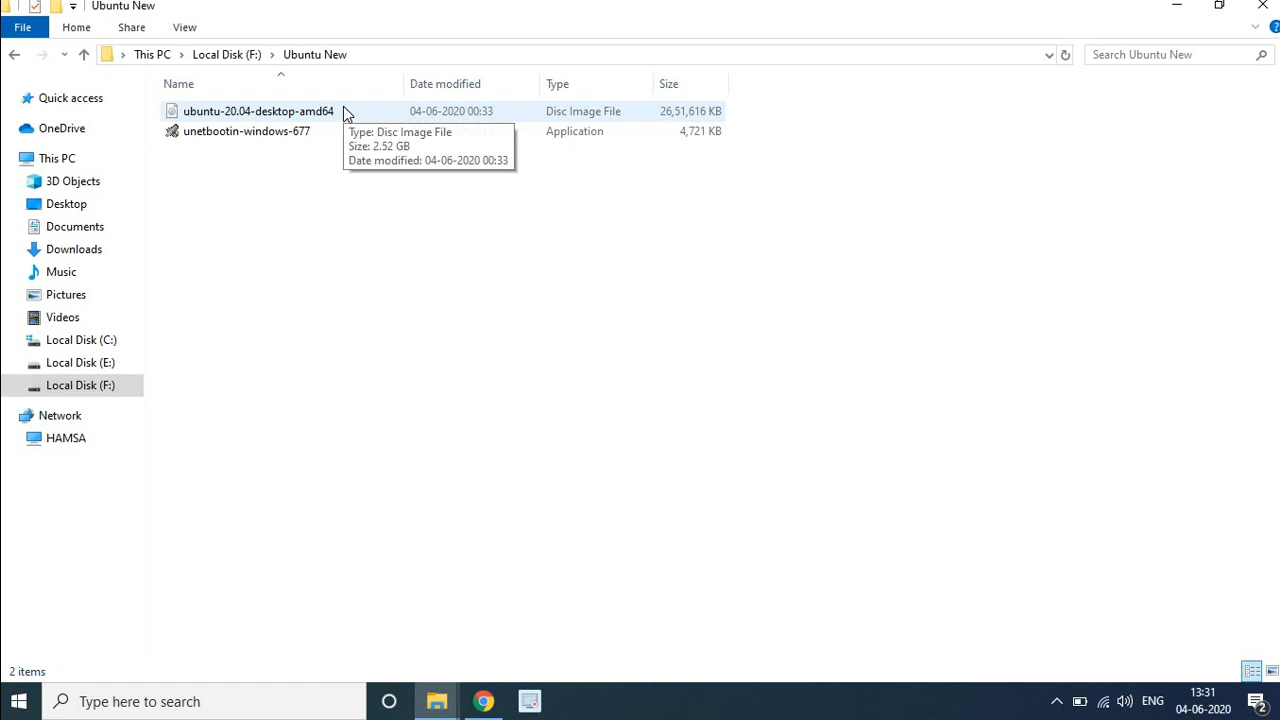 Ubuntu New
File Home Share View
This PC Local Disk (F:) Ubuntu New
Search Ubuntu New
Name Date modified Type Size
ubuntu-20.04-desktop-amd64 04-06-2020 00:33 Disc Image File 26,51,616 KB
unetbootin-windows-677 Application 4,721 KB
Type: Disc Image File
Size: 2.52 GB
Date modified: 04-06-2020 00:33
Quick access
OneDrive
This PC
3D Objects
Desktop
Documents
Downloads
Music
Pictures
Videos
Local Disk (C:)
Local Disk (E:)
Local Disk (F:)
Network
HAMSA
2 items
Type here to search
ENG
13:31
04-06-2020
2